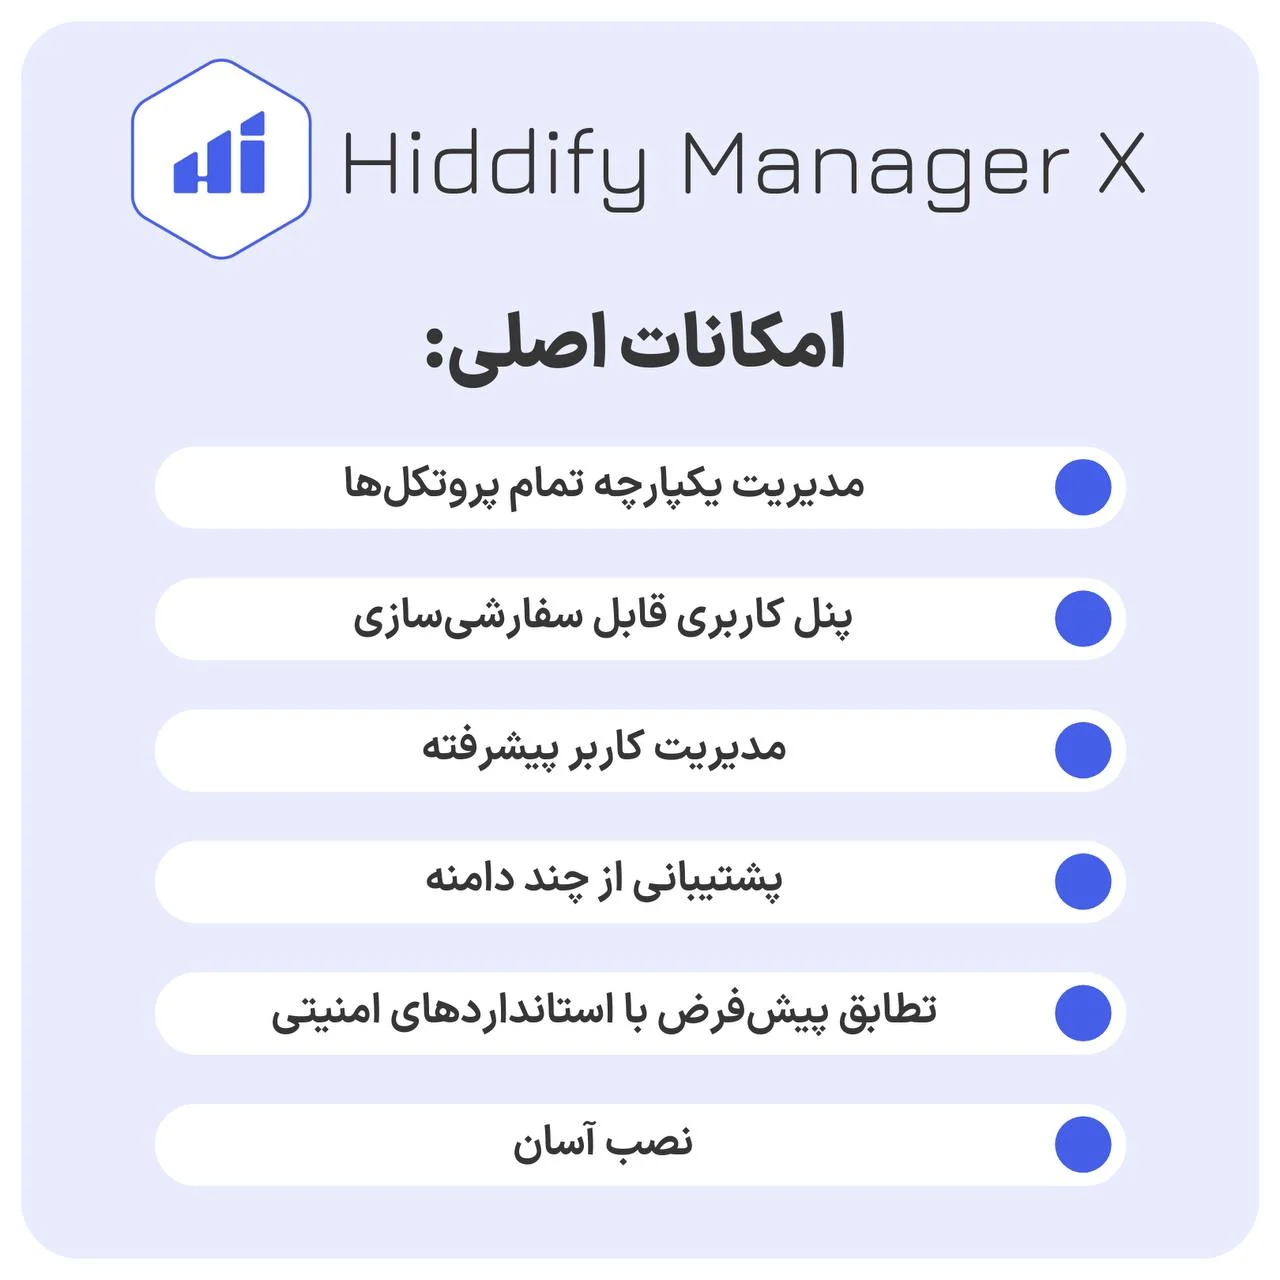 Hi
Hiddify Manager X
امکانات اصلی:
مدیریت یکپارچه تمام پروتکل‌ها
پنل کاربری قابل سفارشی‌سازی
مدیریت کاربر پیشرفته
پشتیبانی از چند دامنه
تطابق پیش‌فرض با استانداردهای امنیتی
نصب آسان